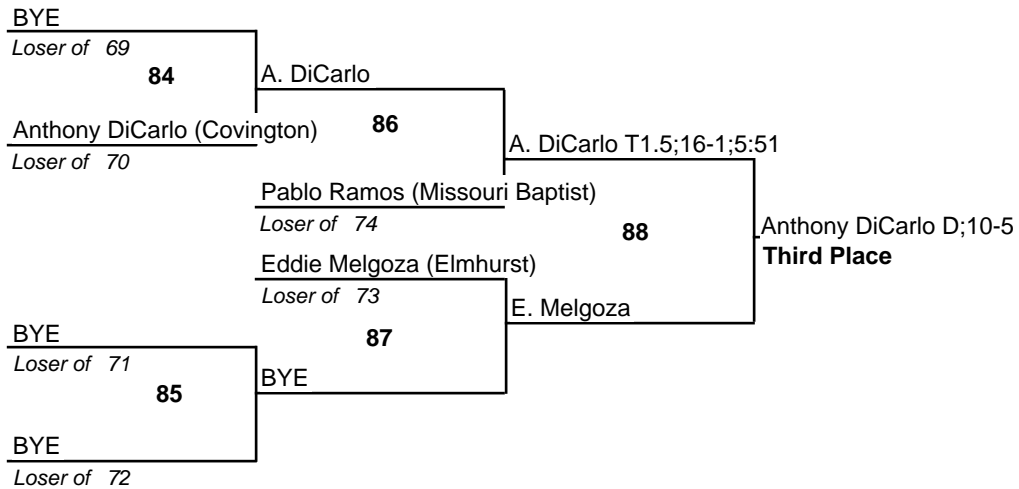 BYE
Loser of 69
84
A. DiCarlo
Anthony DiCarlo (Covington)
86
Loser of 70
A. DiCarlo T1.5;16-1;5:51
Pablo Ramos (Missouri Baptist)
Loser of 74
88
Anthony DiCarlo D;10-5
Third Place
Eddie Melgoza (Elmhurst)
Loser of 73
E. Melgoza
BYE
87
Loser of 71
BYE
85
BYE
Loser of 72